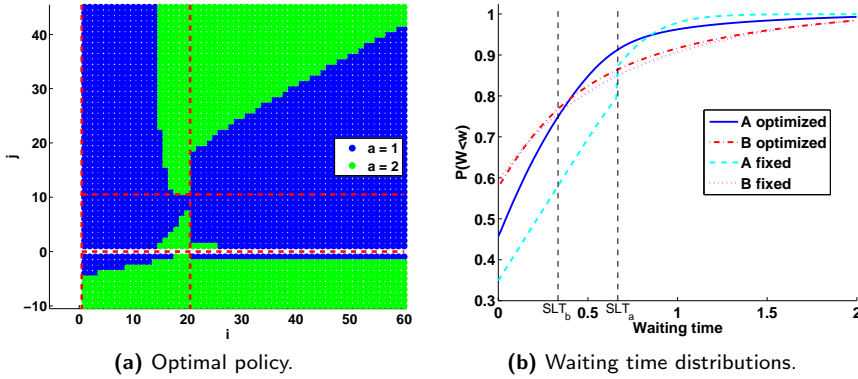 40
30
20
10
0
−10
j
0
10
20
30
40
50
60
i
a = 1
a = 2
(a) Optimal policy.
1
0.9
0.8
0.7
0.6
0.5
0.4
0.3
P(W<w)
0
SLT_b
0.5
SLT_a
1
1.5
2
Waiting time
A optimized
B optimized
A fixed
B fixed
(b) Waiting time distributions.